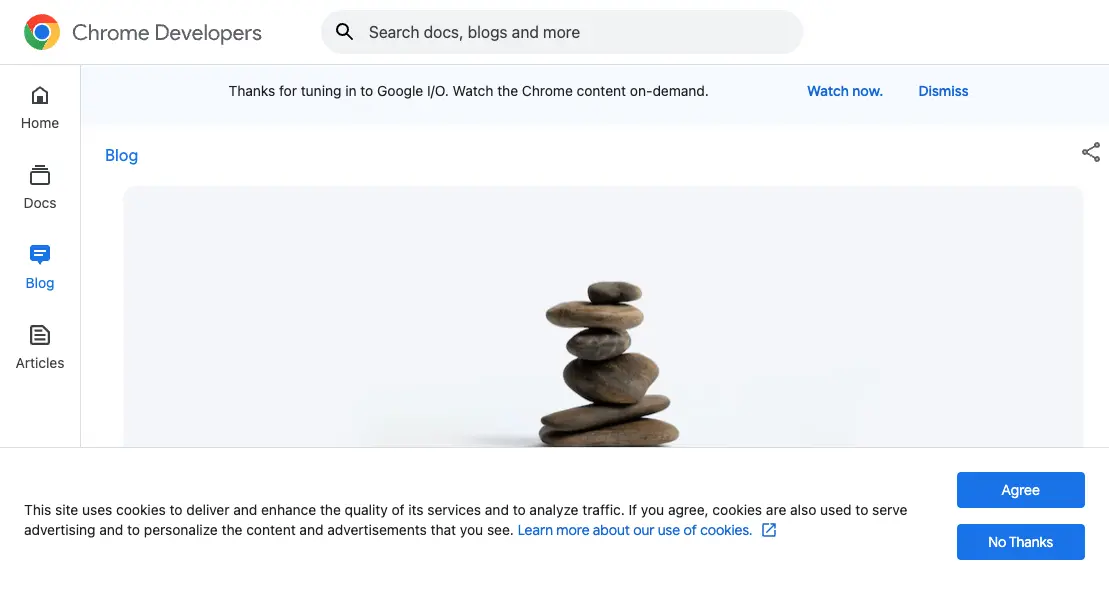 Chrome Developers
Search docs, blogs and more
Thanks for tuning in to Google I/O. Watch the Chrome content on-demand. Watch now. Dismiss
Home
Docs
Blog
Articles
Blog
This site uses cookies to deliver and enhance the quality of its services and to analyze traffic. If you agree, cookies are also used to serve
advertising and to personalize the content and advertisements that you see. Learn more about our use of cookies.
Agree
No Thanks